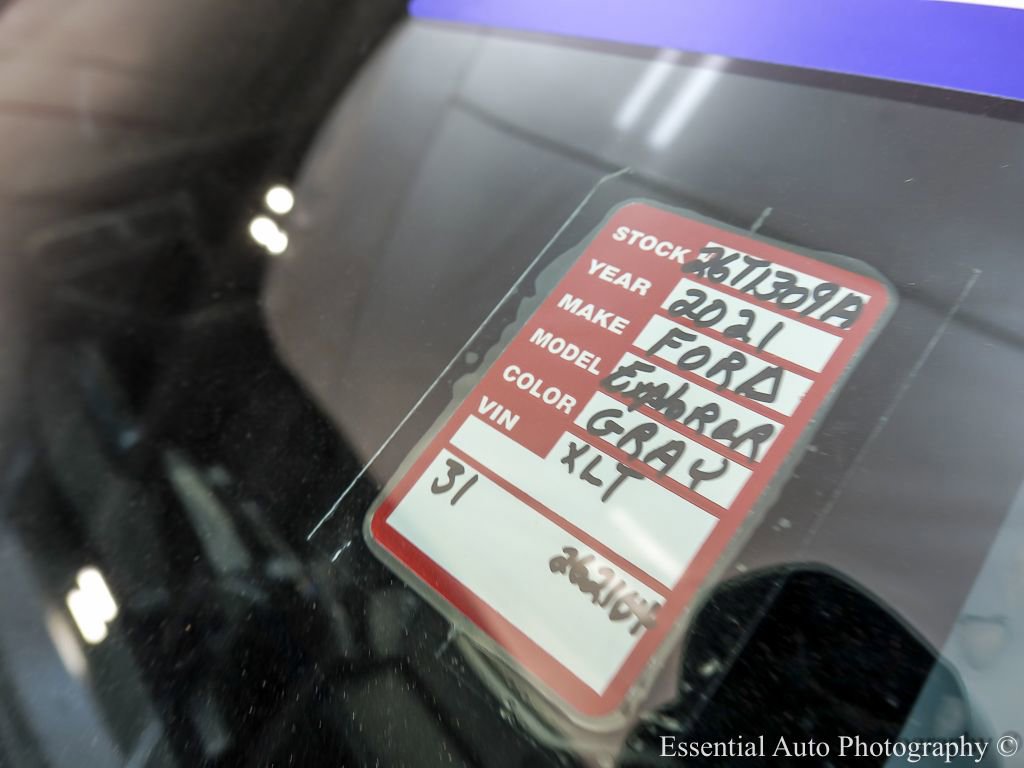 STOCK# 26T1309A
YEAR 2021
MAKE FORD
MODEL Explorer
COLOR GRAY
VIN XLT
31
Essential Auto Photography ©